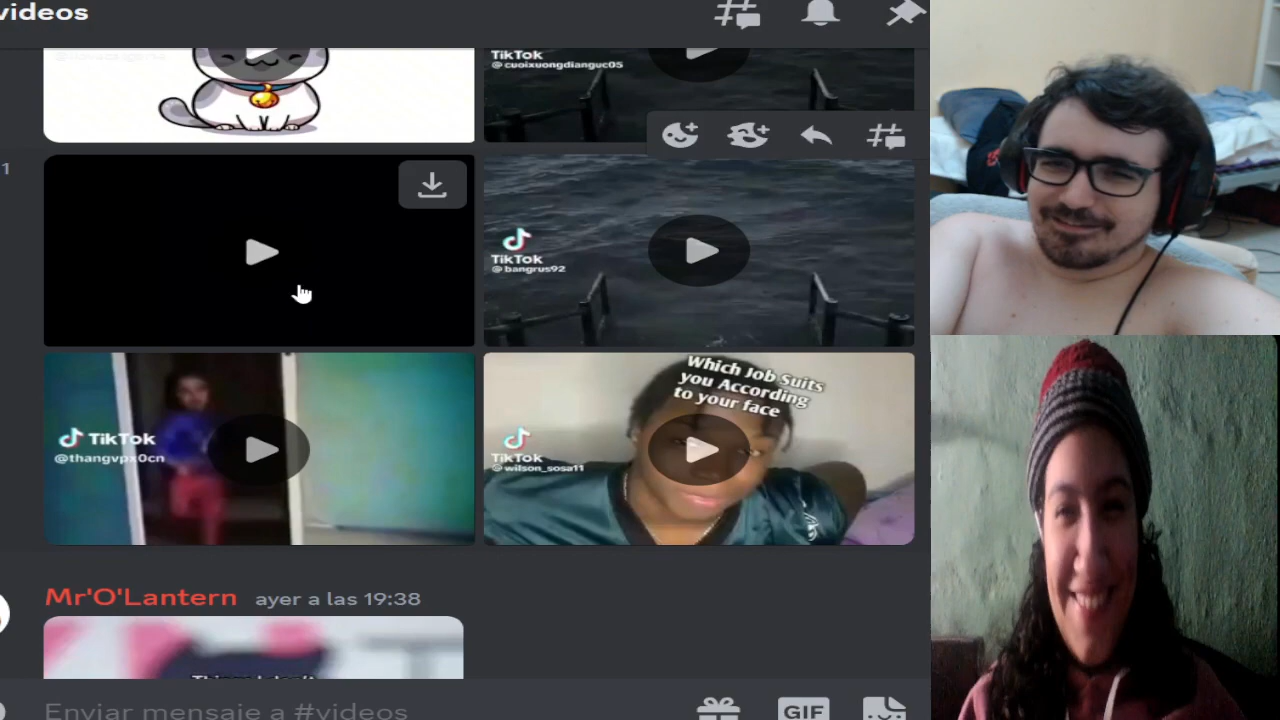 videos
TikTok
@cuoixuongdianguc05
1
TikTok
@bangrus92
TikTok
@thangvpx0cn
Which Job Suits
you According
to your face
TikTok
@wilson_sosa11
Mr'O'Lantern ayer a las 19:38
Enviar mensaje a #videos
GIF